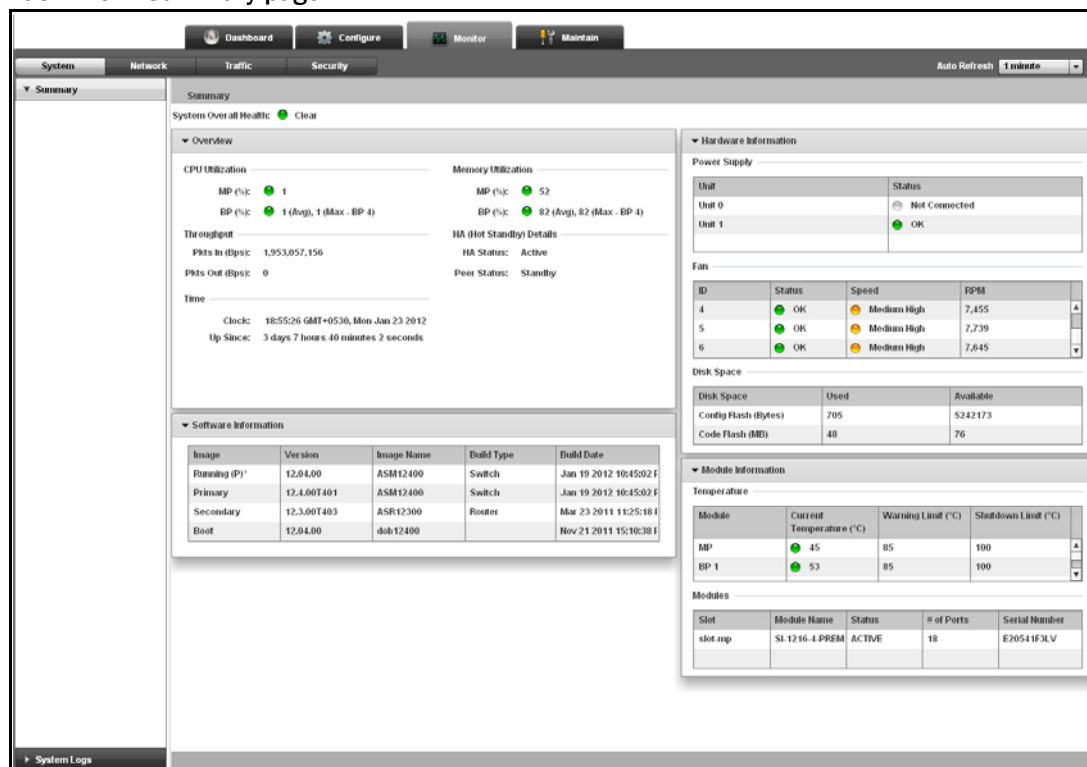 Dashboard
Configure
Monitor
Maintain
System
Network
Traffic
Security
Auto Refresh 1 minute
Summary
Summary
System Overall Health: Clear
Overview
CPU Utilization
MP (%): 1
BP (%): 1 (Avg), 1 (Max - BP 4)
Memory Utilization
MP (%): 52
BP (%): 82 (Avg), 82 (Max - BP 4)
Throughput
Pkts In (Bps): 1,953,057,156
Pkts Out (Bps): 0
HA (Hot Standby) Details
HA Status: Active
Peer Status: Standby
Time
Clock: 18:55:26 GMT+0530, Mon Jan 23 2012
Up Since: 3 days 7 hours 40 minutes 2 seconds
Software Information
Image Version Image Name Build Type Build Date
Running (P)* 12.04.00 ASM12400 Switch Jan 19 2012 10:45:02
Primary 12.4.00T401 ASM12400 Switch Jan 19 2012 10:45:02
Secondary 12.3.00T403 ASR12300 Router Mar 23 2011 11:25:18
Boot 12.04.00 dob12400 Nov 21 2011 15:10:38
Hardware Information
Power Supply
Unit Status
Unit 0 Not Connected
Unit 1 OK
Fan
ID Status Speed RPM
4 OK Medium High 7,455
5 OK Medium High 7,739
6 OK Medium High 7,645
Disk Space
Disk Space Used Available
Config Flash (Bytes) 705 5242173
Code Flash (MB) 48 76
Module Information
Temperature
Module Current Temperature (°C) Warning Limit (°C) Shutdown Limit (°C)
MP 45 85 100
BP 1 53 85 100
Modules
Slot Module Name Status # of Ports Serial Number
slot-mp SI-1216-4-PREM ACTIVE 18 E20541F3LV
System Logs